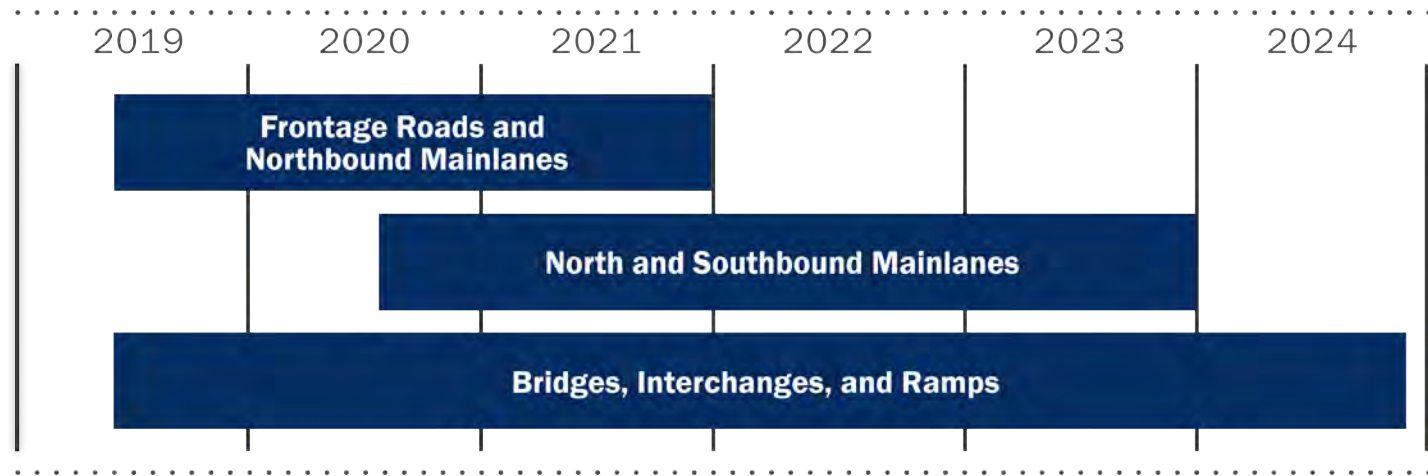 2019 2020 2021 2022 2023 2024
Frontage Roads and
Northbound Mainlanes
North and Southbound Mainlanes
Bridges, Interchanges, and Ramps